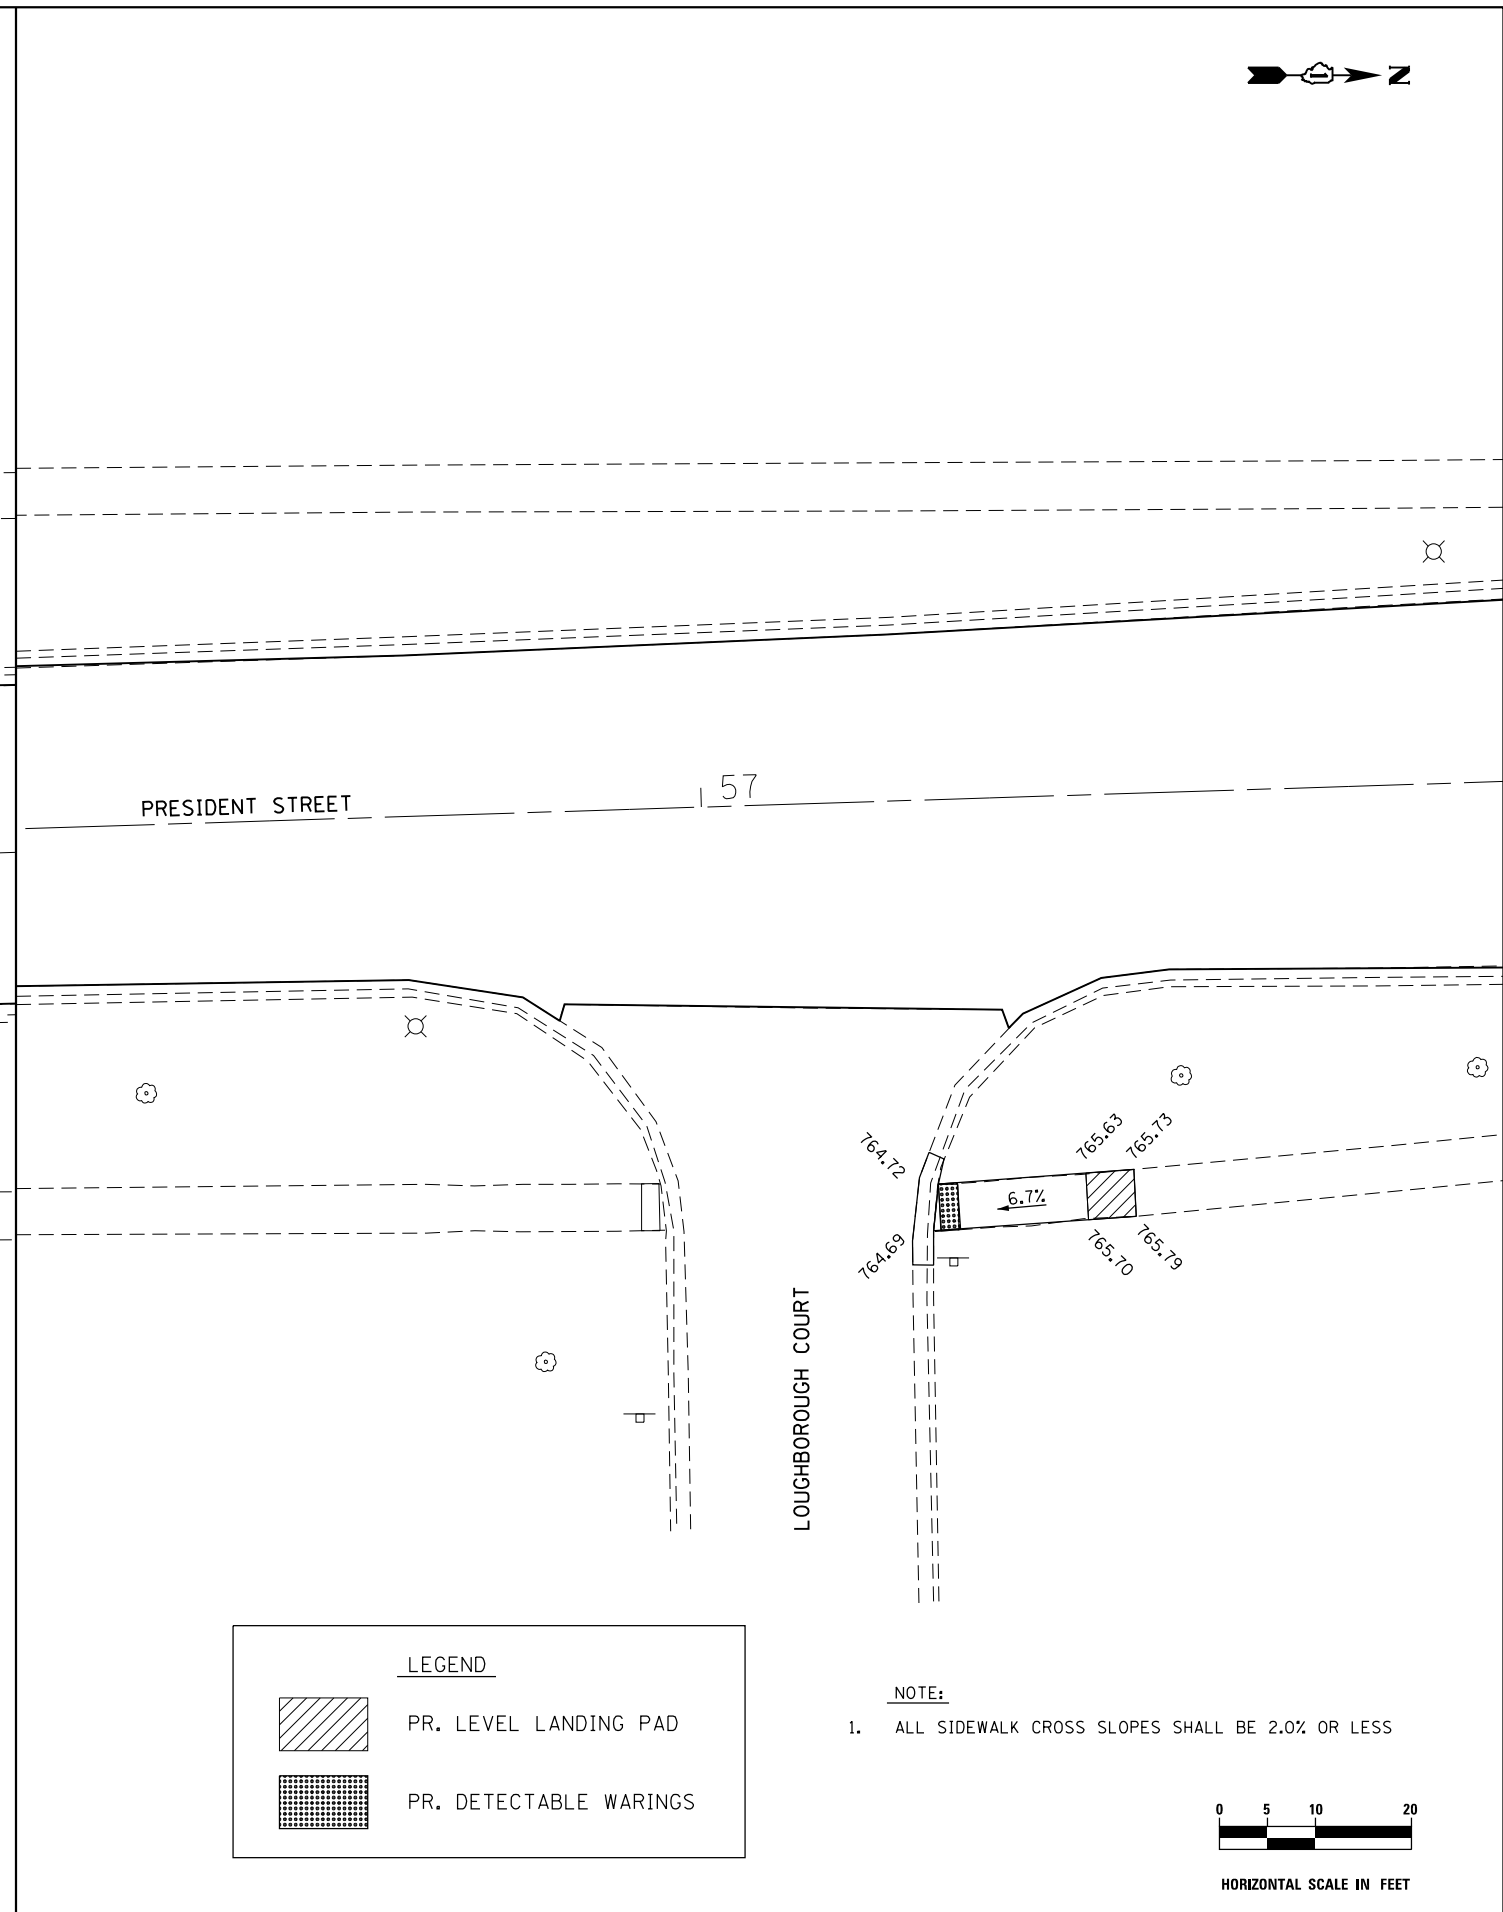 N
57
PRESIDENT STREET
765.63
765.73
764.72
6.7%
764.69
765.70
765.79
LOUGHBOROUGH COURT
LEGEND
PR. LEVEL LANDING PAD
PR. DETECTABLE WARINGS
NOTE:
1. ALL SIDEWALK CROSS SLOPES SHALL BE 2.0% OR LESS
0 5 10 20
HORIZONTAL SCALE IN FEET